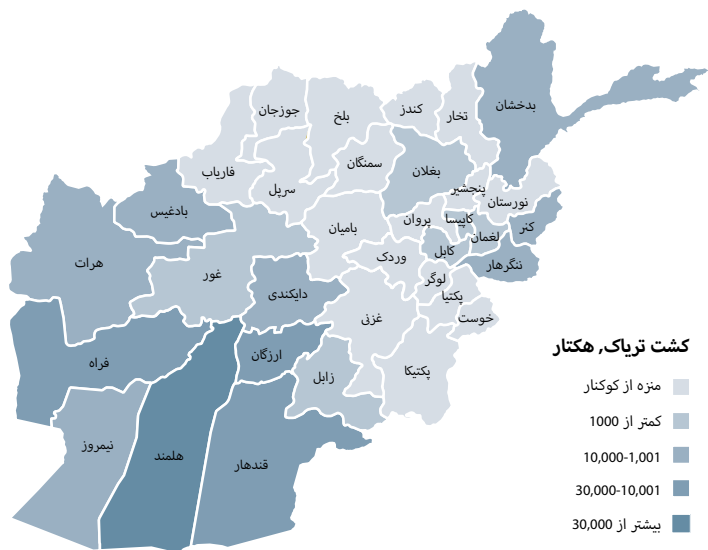 بدخشان
تخار
کندز
بلخ
جوزجان
بغلان
سمنگان
فاریاب
سرپل
پنجشیر
نورستان
بادغیس
بامیان
پروان
کاپیسا
لغمان
کنر
هرات
غور
وردک
کابل
ننگرهار
دایکندی
لوگر
پکتیا
غزنی
خوست
فراه
ارزگان
زابل
پکتیکا
نیمروز
هلمند
قندهار
کشت تریاک, هکتار
منزه از کوکنار
کمتر از 1000
10,000-1,001
30,000-10,001
بیشتر از 30,000